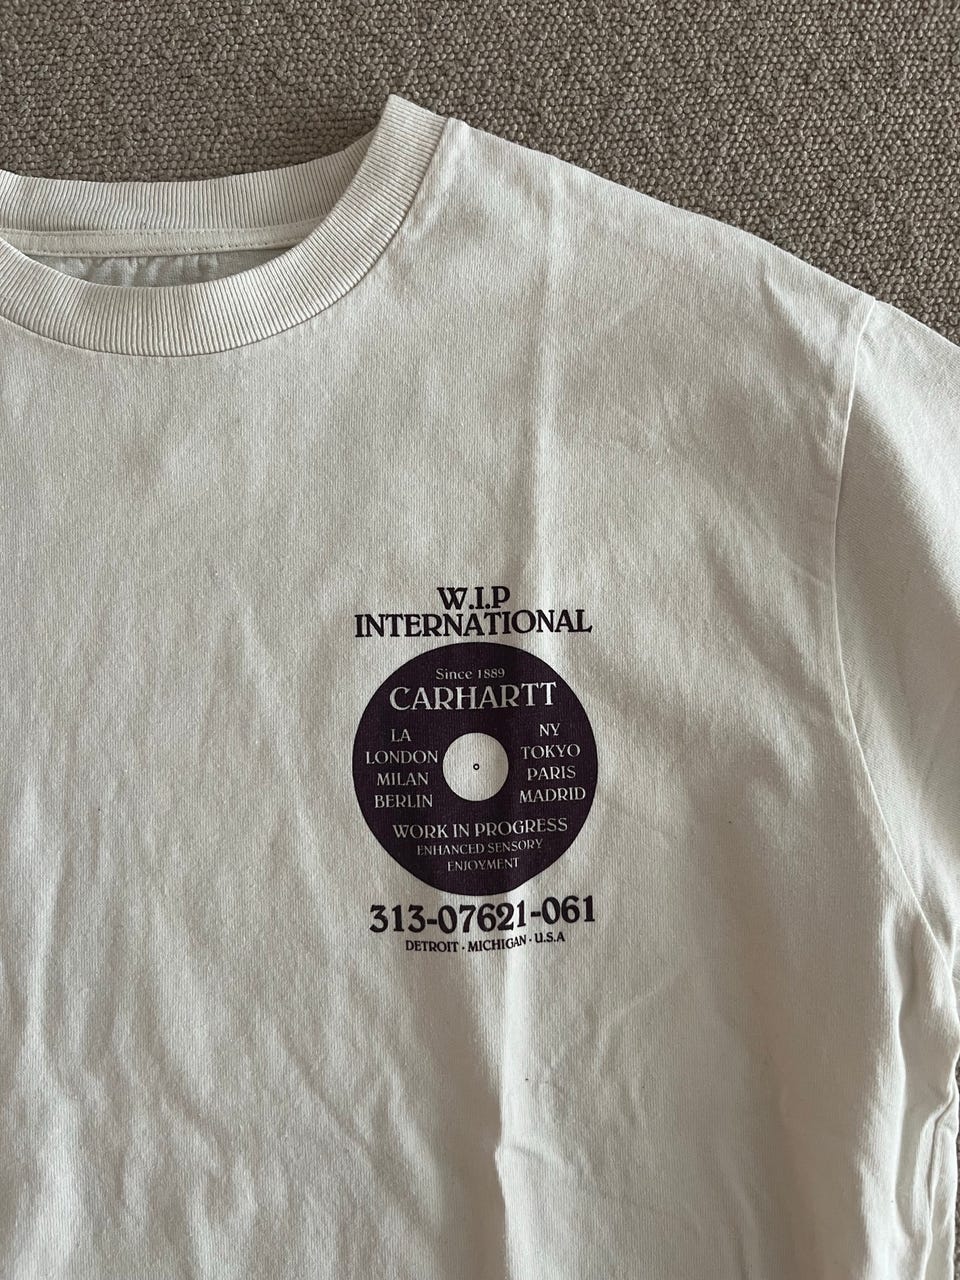 W.I.P
INTERNATIONAL
Since 1889
CARHARTT
LA
LONDON
MILAN
BERLIN
NY
TOKYO
PARIS
MADRID
WORK IN PROGRESS
ENHANCED SENSORY
ENJOYMENT
313-07621-061
DETROIT · MICHIGAN · U.S.A